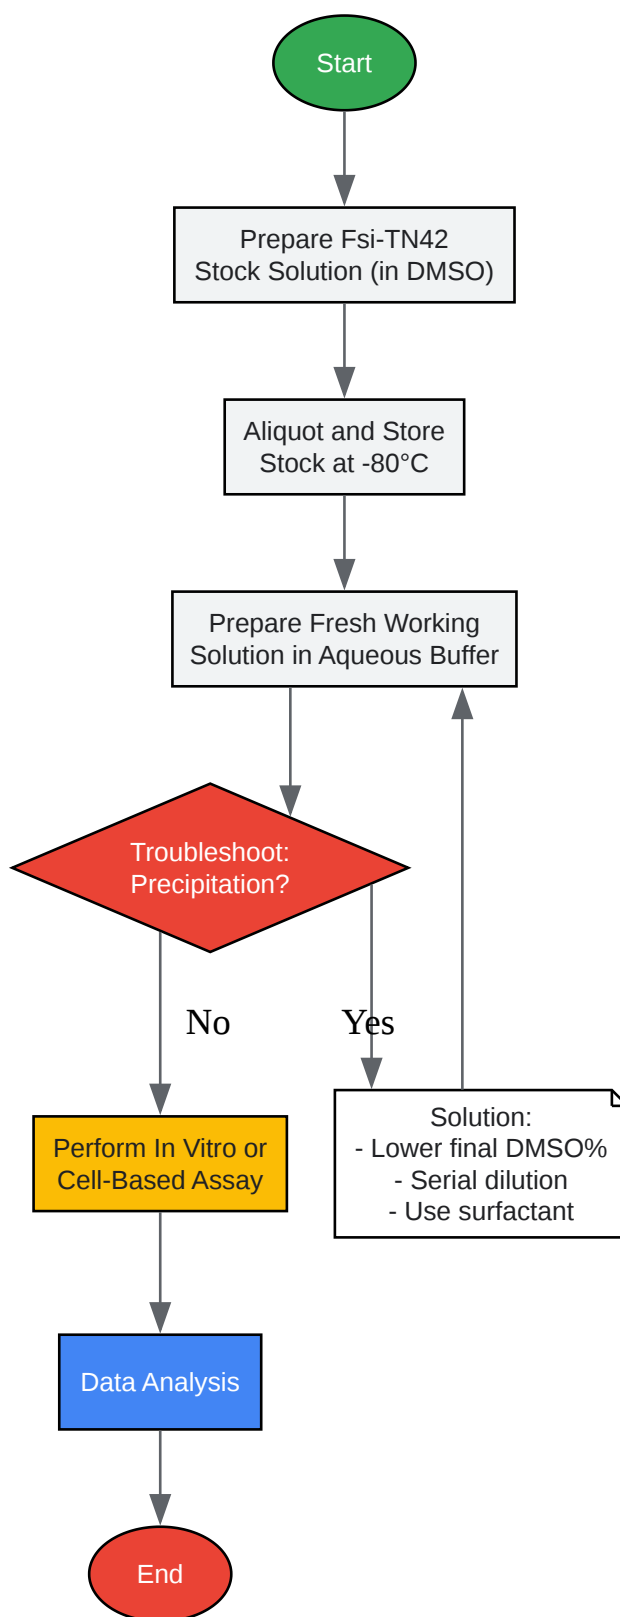 Start
Prepare Fsi-TN42
Stock Solution (in DMSO)
Aliquot and Store
Stock at -80°C
Prepare Fresh Working
Solution in Aqueous Buffer
Troubleshoot:
Precipitation?
No
Yes
Solution:
- Lower final DMSO%
- Serial dilution
- Use surfactant
Perform In Vitro or
Cell-Based Assay
Data Analysis
End